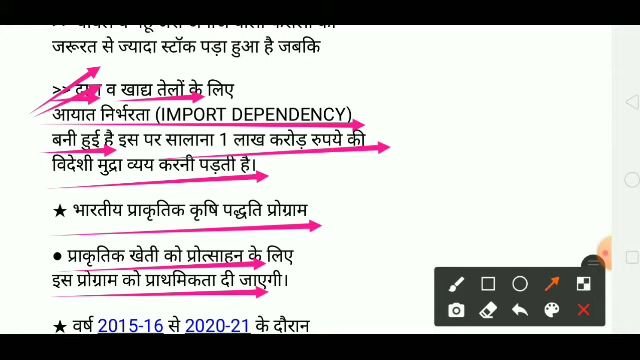 जरूरत से ज्यादा स्टॉक पड़ा हुआ है जबकि
>> दाल व खाद्य तेलों के लिए
आयात निर्भरता (IMPORT DEPENDENCY)
बनी हुई है इस पर सालाना 1 लाख करोड़ रुपये की
विदेशी मुद्रा व्यय करनी पड़ती है।
★ भारतीय प्राकृतिक कृषि पद्धति प्रोग्राम
● प्राकृतिक खेती को प्रोत्साहन के लिए
इस प्रोग्राम को प्राथमिकता दी जाएगी।
★ वर्ष 2015-16 से 2020-21 के दौरान